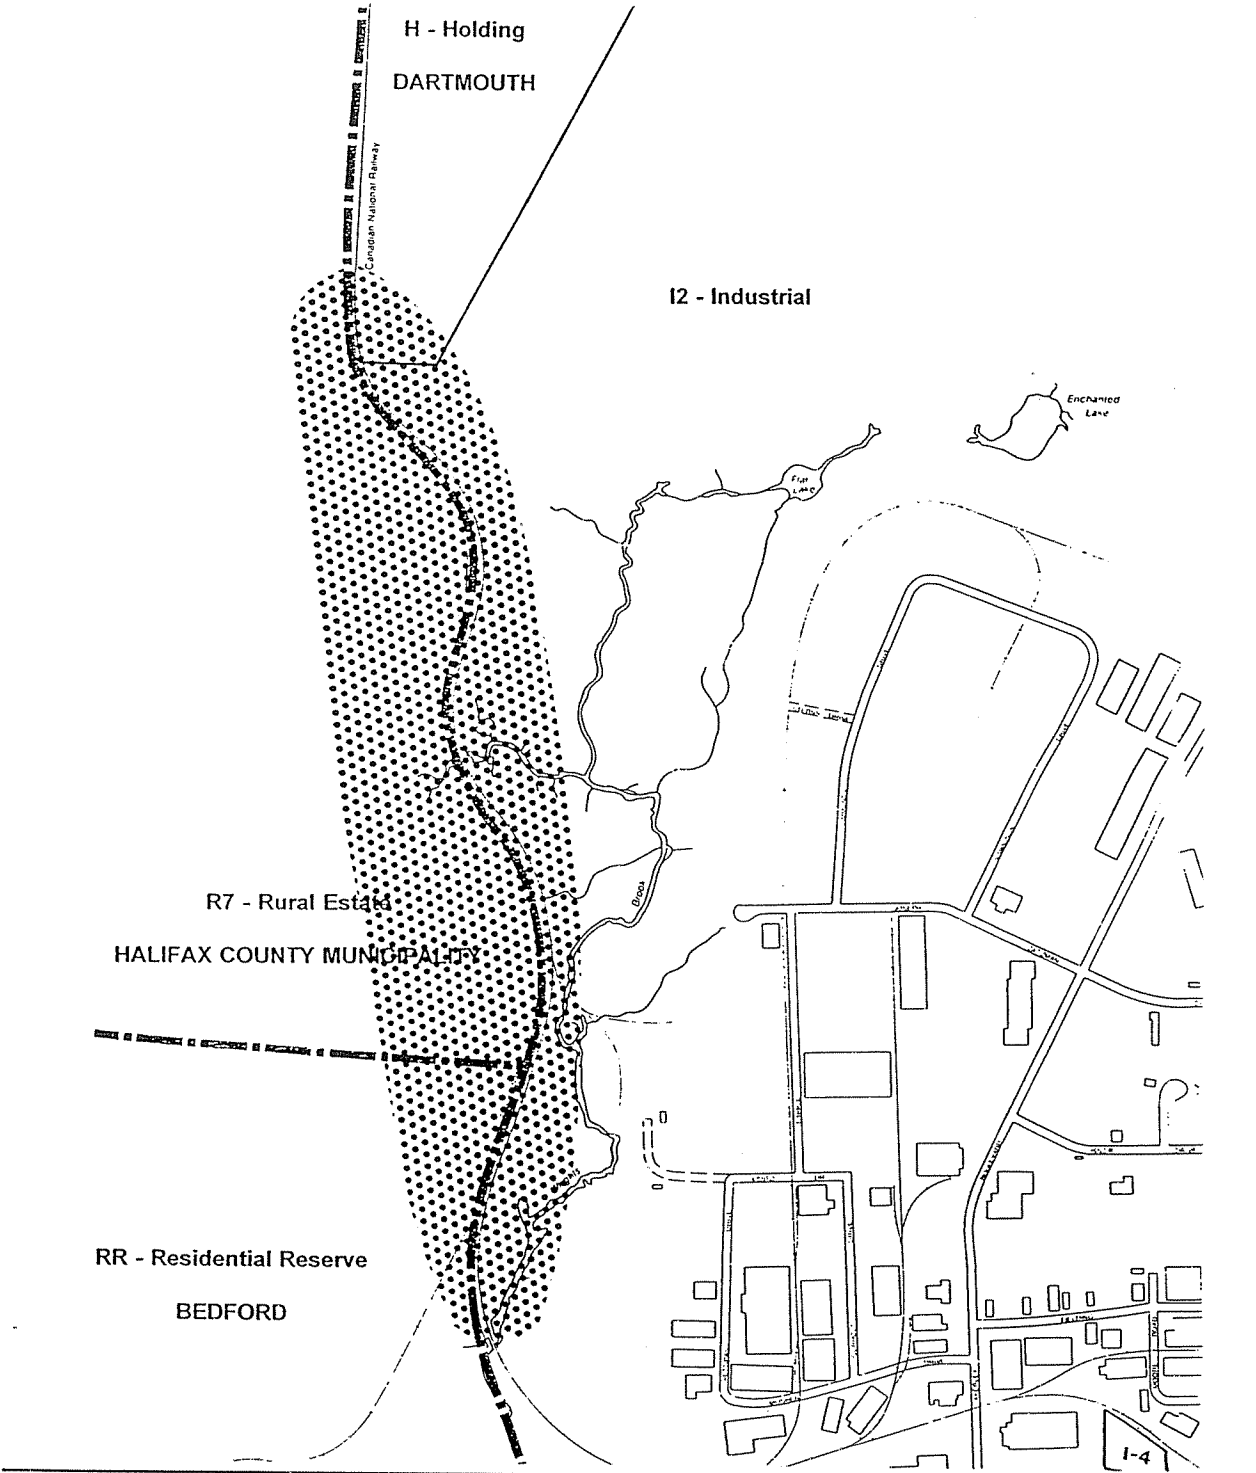 H - Holding
DARTMOUTH
Canadian National Railway
I2 - Industrial
Enchanted
Lake
Flat
Lake
R7 - Rural Estate
Brook
HALIFAX COUNTY MUNICIPALITY
RR - Residential Reserve
BEDFORD
I-4